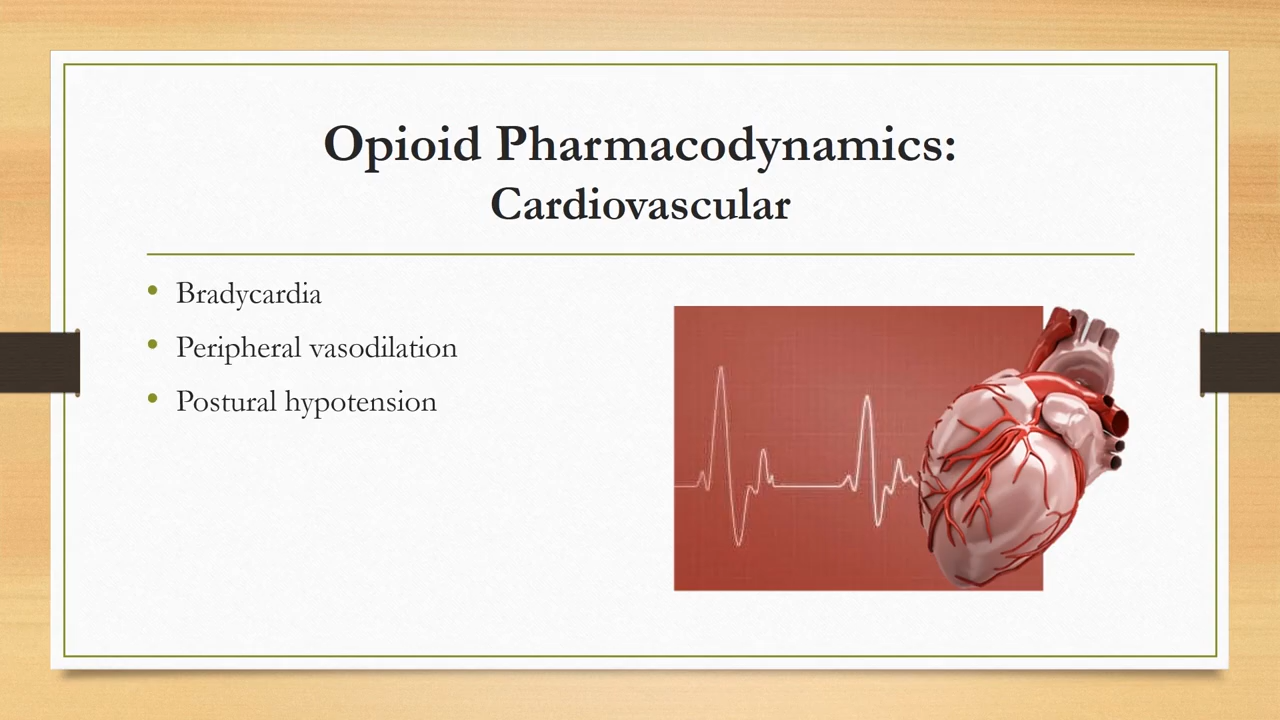 Opioid Pharmacodynamics:
Cardiovascular
• Bradycardia
• Peripheral vasodilation
• Postural hypotension